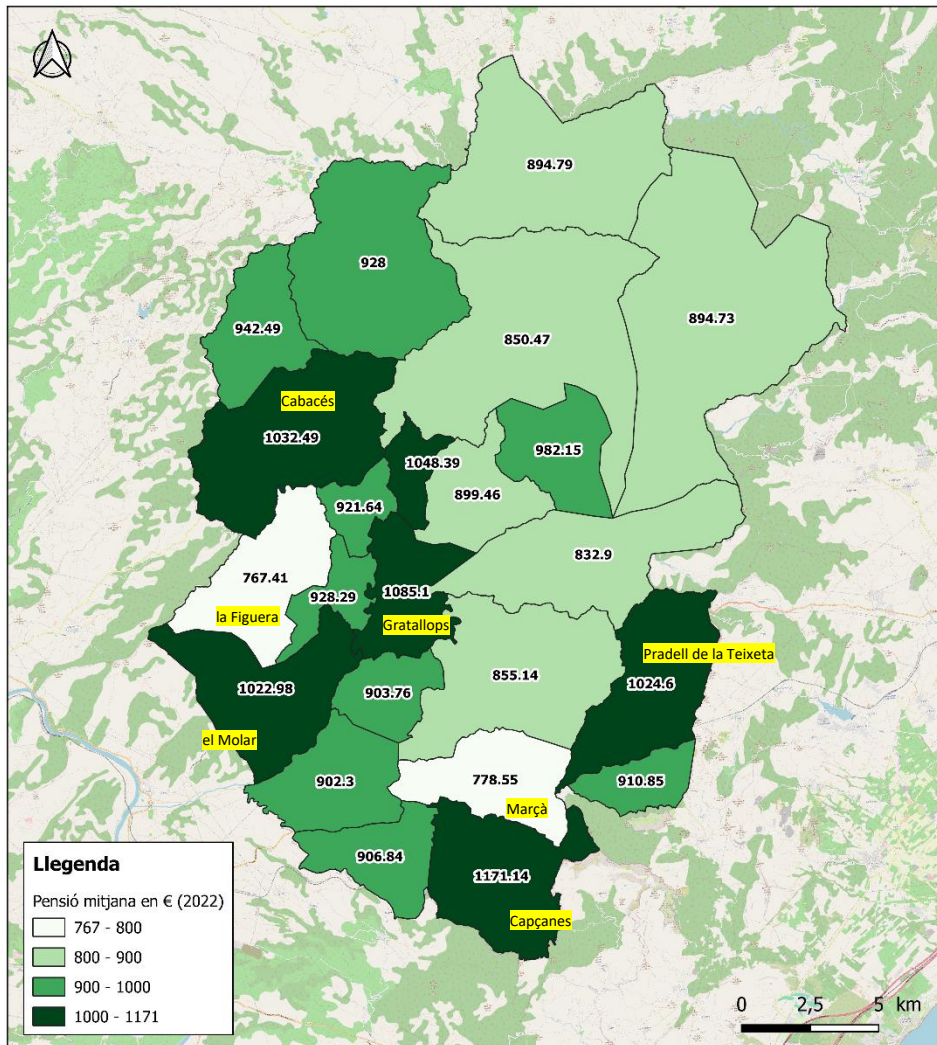 894.79
928
894.73
942.49
850.47
Cabacés
1032.49
982.15
1048.39
899.46
921.64
832.9
767.41
928.29
1085.1
la Figuera
Gratallops
Pradell de la Teixeta
855.14
1024.6
1022.98
903.76
el Molar
902.3
778.55
910.85
Marçà
906.84
1171.14
Capçanes
Llegenda
Pensió mitjana en € (2022)
767 - 800
800 - 900
900 - 1000
1000 - 1171
0 2,5 5 km